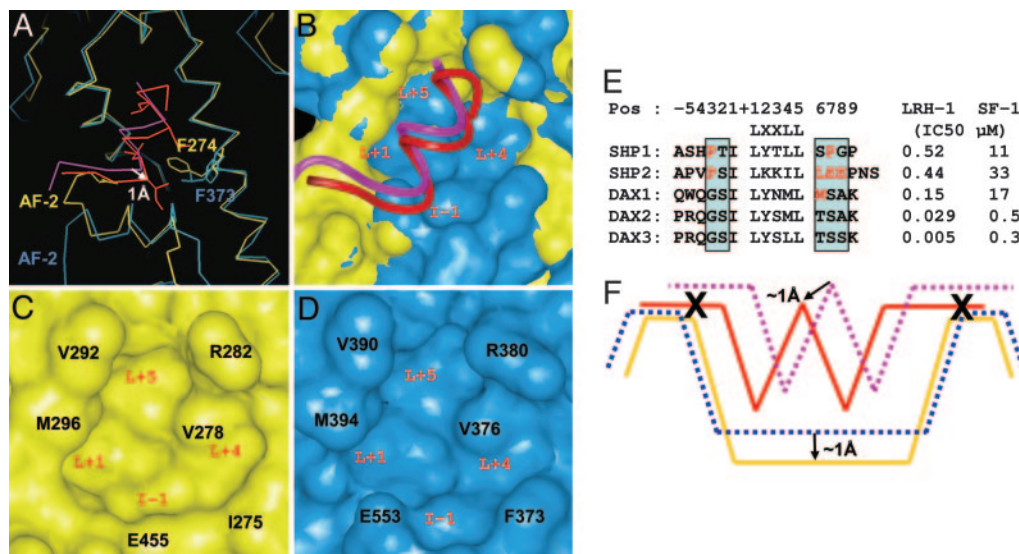 A
F274
1Å
F373
AF-2
AF-2
B
L+5
L+1
L+4
I-1
C
V292
R282
L+5
M296
V278
L+1
L+4
I-1
I275
E455
D
V390
R380
L+5
M394
V376
L+1
L+4
E553
I-1
F373
E
Pos : -54321+12345 6789 LRH-1 SF-1
LXXLL (IC50 µM)
SHP1: ASHPTI LYTLL SPGP 0.52 11
SHP2: APVPSI LKKIL LEEPNS 0.44 33
DAX1: QWQGSI LYNML MSAK 0.15 17
DAX2: PRQGSI LYSML TSAK 0.029 0.5
DAX3: PRQGSI LYSLL TSSK 0.005 0.3
F
X
~1Å
X
~1Å